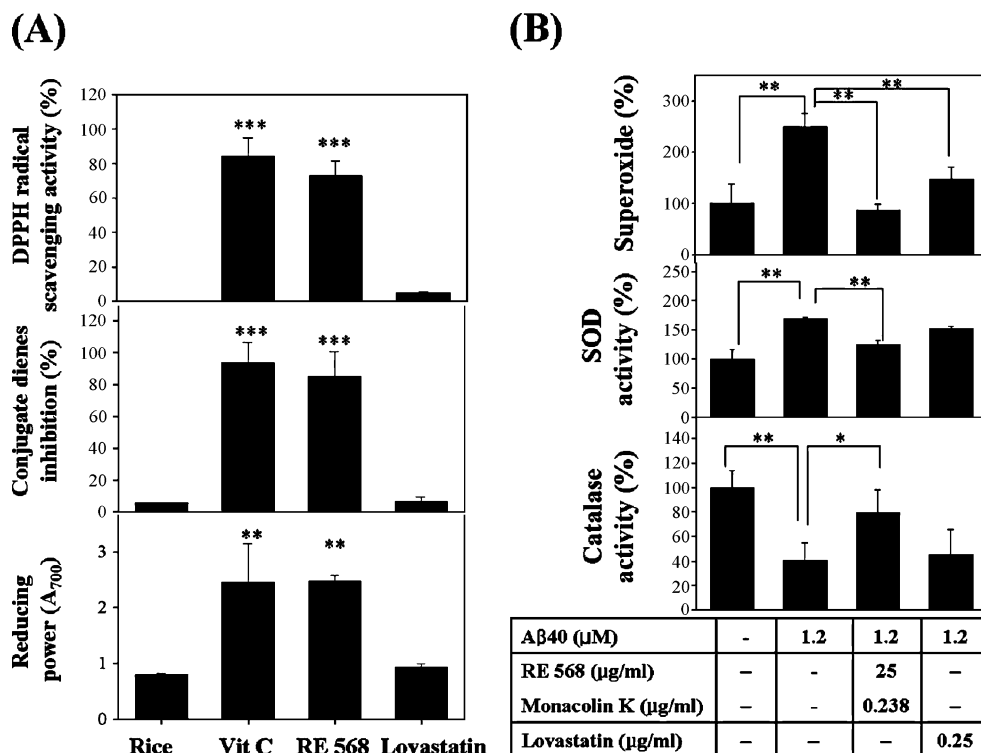 (A)
DPPH radical
scavenging activity (%)
120
100
80
60
40
20
0
***
***
Conjugate dienes
inhibition (%)
120
100
80
60
40
20
0
***
***
Reducing
power (A700)
3
2
1
0
**
**
Rice Vit C RE 568 Lovastatin
(B)
Superoxide (%)
300
200
100
0
**
**
**
SOD
activity (%)
250
200
150
100
50
0
**
**
Catalase
activity (%)
140
120
100
80
60
40
20
0
**
*
Aβ40 (μM) - 1.2 1.2 1.2
RE 568 (μg/ml) – - 25 –
Monacolin K (μg/ml) – - 0.238 –
Lovastatin (μg/ml) – – – 0.25